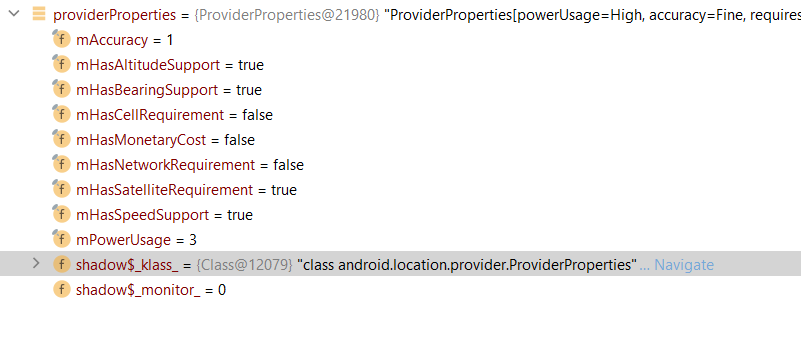 providerProperties = {ProviderProperties@21980} "ProviderProperties[powerUsage=High, accuracy=Fine, requires
f mAccuracy = 1
f mHasAltitudeSupport = true
f mHasBearingSupport = true
f mHasCellRequirement = false
f mHasMonetaryCost = false
f mHasNetworkRequirement = false
f mHasSatelliteRequirement = true
f mHasSpeedSupport = true
f mPowerUsage = 3
f shadow$_klass_ = {Class@12079} "class android.location.provider.ProviderProperties"... Navigate
f shadow$_monitor_ = 0